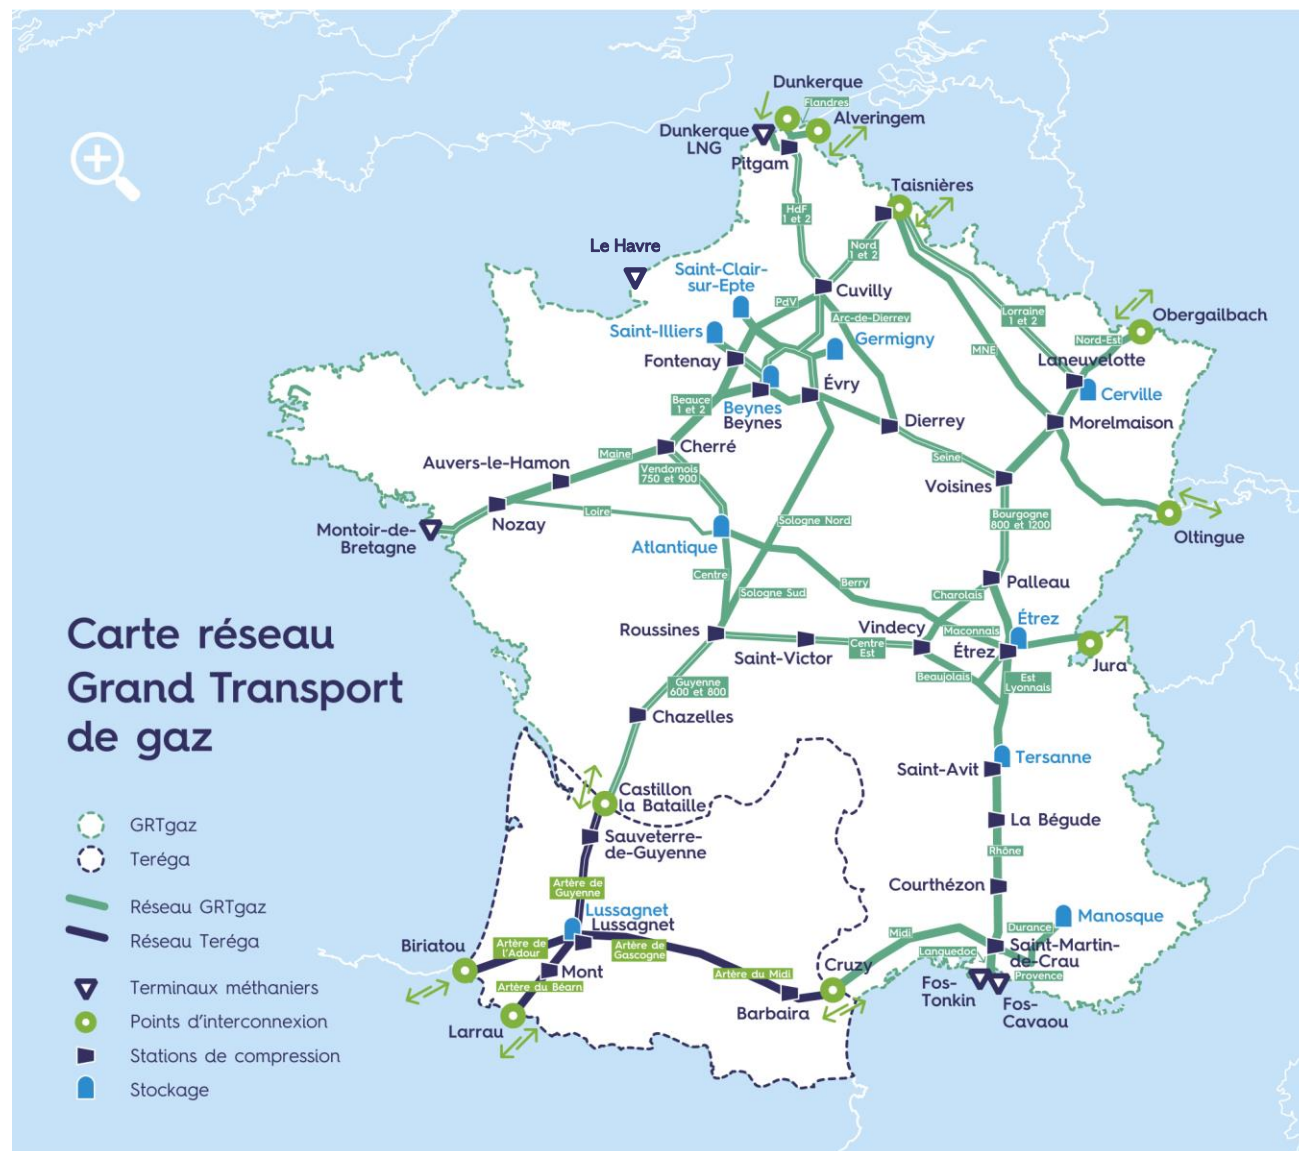 Dunkerque
Flandres
Alveringem
Dunkerque
LNG
Pitgam
Taisnières
HdF
1 et 2
Nord
1 et 2
Le Havre
Saint-Clair-
sur-Epte
Cuvilly
PdV
Arc-de-Dierrey
Lorraine
1 et 2
Obergailbach
Saint-Illiers
Germigny
Nord-Est
MNE
Laneuvelotte
Fontenay
Évry
Cerville
Beauce
1 et 2
Beynes
Beynes
Dierrey
Morelmaison
Cherré
Maine
Auvers-le-Hamon
Vendomois
750 et 900
Seine
Voisines
Montoir-de-
Bretagne
Nozay
Loire
Sologne Nord
Bourgogne
800 et 1200
Oltingue
Atlantique
Centre
Berry
Palleau
Sologne Sud
Charolais
Carte réseau
Grand Transport
de gaz
Roussines
Saint-Victor
Centre
Est
Vindecy
Maconnais
Étrez
Étrez
Jura
Guyenne
600 et 800
Beaujolais
Est
Lyonnais
Chazelles
Saint-Avit
Tersanne
Castillon
la Bataille
GRTgaz
Sauveterre-
de-Guyenne
La Bégude
Teréga
Rhône
Artère de
Guyenne
Courthézon
Réseau GRTgaz
Lussagnet
Lussagnet
Manosque
Réseau Teréga
Biriatou
Artère de
l'Adour
Artère de
Gascogne
Midi
Durance
Languedoc
Saint-Martin-
de-Crau
Provence
Mont
Artère du Béarn
Artère du Midi
Cruzy
Terminaux méthaniers
Fos-
Tonkin
Fos-
Cavaou
Points d'interconnexion
Larrau
Barbaira
Stations de compression
Stockage